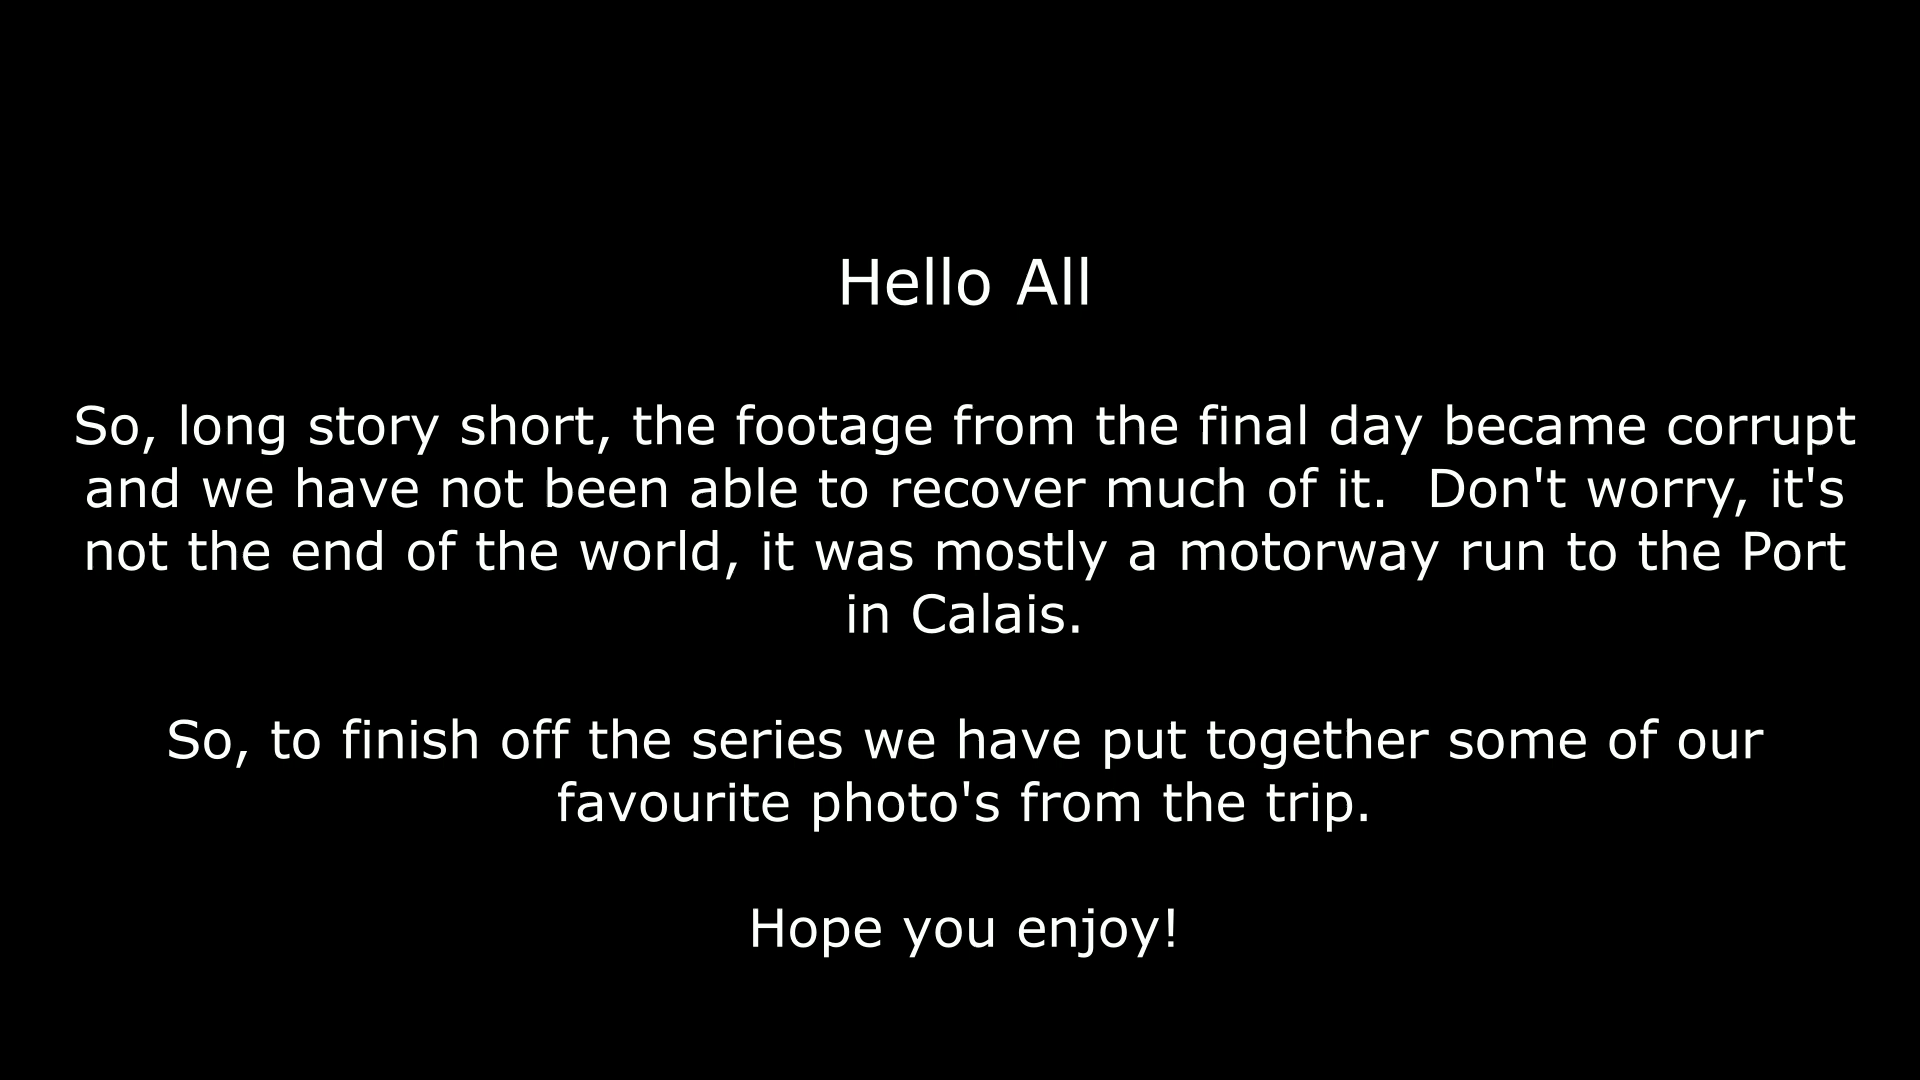 Hello All
So, long story short, the footage from the final day became corrupt
and we have not been able to recover much of it.  Don't worry, it's
not the end of the world, it was mostly a motorway run to the Port
in Calais.
So, to finish off the series we have put together some of our
favourite photo's from the trip.
Hope you enjoy!